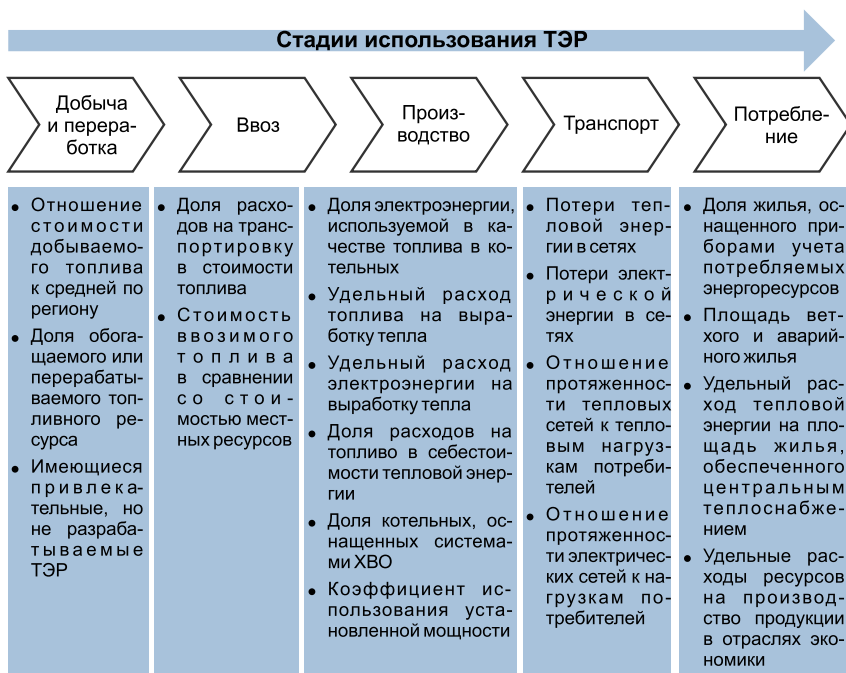 Стадии использования ТЭР
Добыча
и перера-
ботка
Ввоз
Произ-
водство
Транспорт
Потребле-
ние
• Отношение
стоимости
добываемо-
го топлива
к средней по
региону
• Доля обога-
щаемого или
перерабаты-
ваемого топ-
ливного ре-
сурса
• Имеющиеся
привлека-
тельные, но
не разраба-
тываемые
ТЭР
• Доля расхо-
дов на транс-
портировку
в стоимости
топлива
• Стоимость
ввозимого
топлива
в сравнении
со стои-
мостью мест-
ных ресурсов
• Доля электроэнергии,
используемой в ка-
честве топлива в ко-
тельных
• Удельный расход
топлива на выра-
ботку тепла
• Удельный расход
электроэнергии на
выработку тепла
• Доля расходов на
топливо в себестои-
мости тепловой энер-
гии
• Доля котельных, ос-
нащенных система-
ми ХВО
• Коэффициент ис-
пользования уста-
новленной мощности
• Потери теп-
ловой энер-
гии в сетях
• Потери элект-
рической
энергии в се-
тях
• Отношение
протяженнос-
ти тепловых
сетей к тепло-
вым нагруз-
кам потреби-
телей
• Отношение
протяженнос-
ти электричес-
ких сетей к на-
грузкам по-
требителей
• Доля жилья, ос-
нащенного при-
борами учета
потребляемых
энергоресурсов
• Площадь вет-
хого и аварий-
ного жилья
• Удельный рас-
ход тепловой
энергии на пло-
щадь жилья,
обеспеченного
центральным
теплоснабже-
нием
• Удельные рас-
ходы ресурсов
на производ-
ство продукции
в отраслях эко-
номики